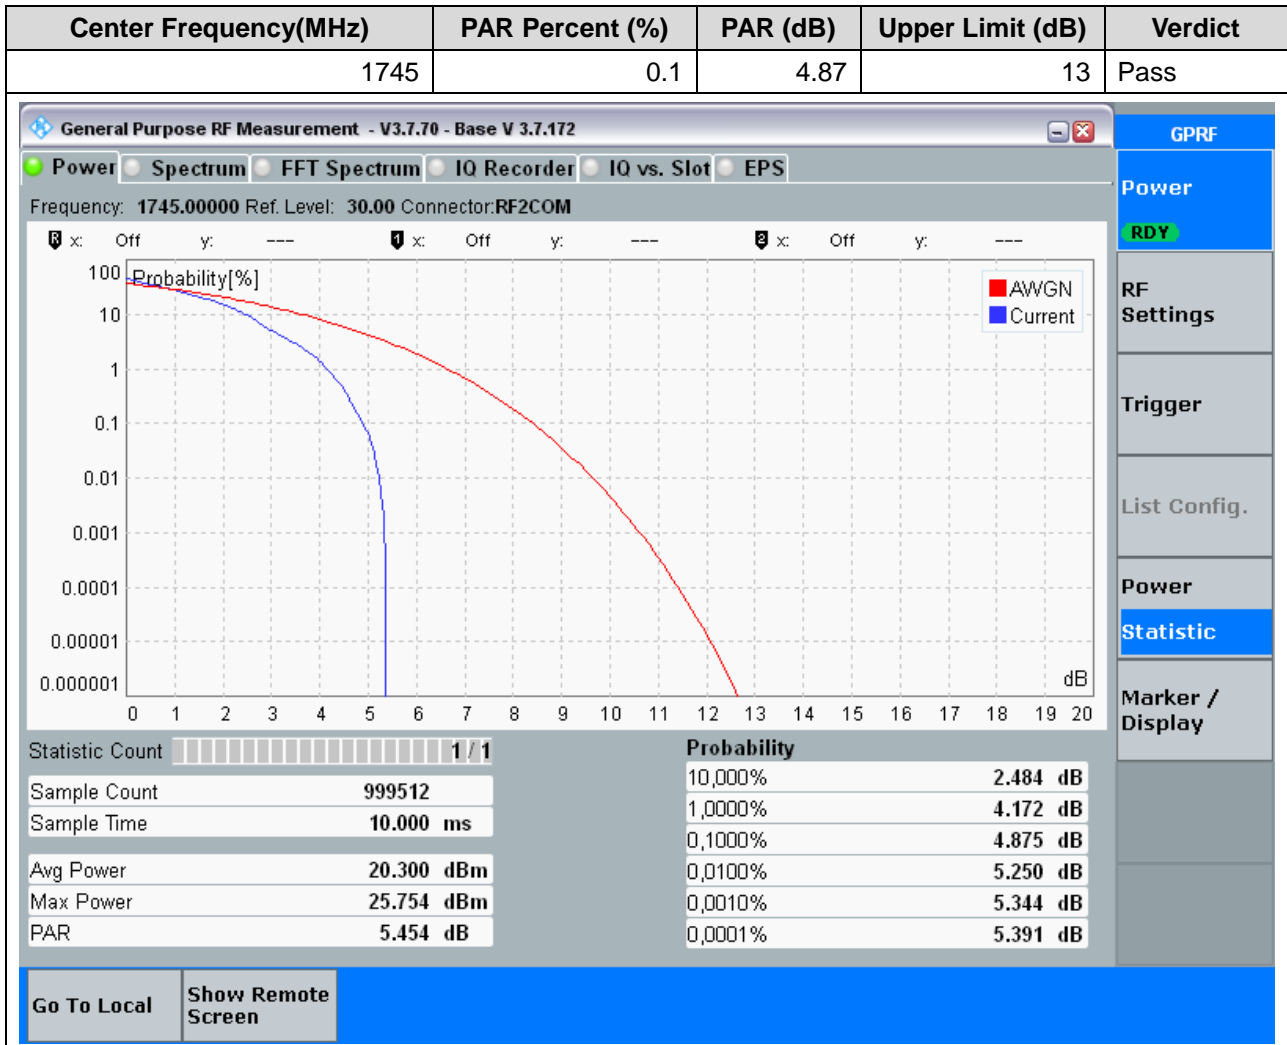 Center Frequency(MHz) PAR Percent (%) PAR (dB) Upper Limit (dB) Verdict
1745 0.1 4.87 13 Pass
General Purpose RF Measurement - V3.7.70 - Base V 3.7.172
GPRF
Power Spectrum FFT Spectrum IQ Recorder IQ vs. Slot EPS
Power
RDY
Frequency: 1745.00000 Ref. Level: 30.00 Connector:RF2COM
R x: Off y: --- 1 x: Off y: --- 2 x: Off y: ---
Probability[%]
AWGN
Current
100
10
1
0.1
0.01
0.001
0.0001
0.00001
0.000001
dB
0 1 2 3 4 5 6 7 8 9 10 11 12 13 14 15 16 17 18 19 20
RF
Settings
Trigger
List Config.
Power
Statistic
Marker /
Display
Statistic Count 1 / 1
Sample Count 999512
Sample Time 10.000 ms
Avg Power 20.300 dBm
Max Power 25.754 dBm
PAR 5.454 dB
Probability
10,000% 2.484 dB
1,0000% 4.172 dB
0,1000% 4.875 dB
0,0100% 5.250 dB
0,0010% 5.344 dB
0,0001% 5.391 dB
Go To Local
Show Remote
Screen